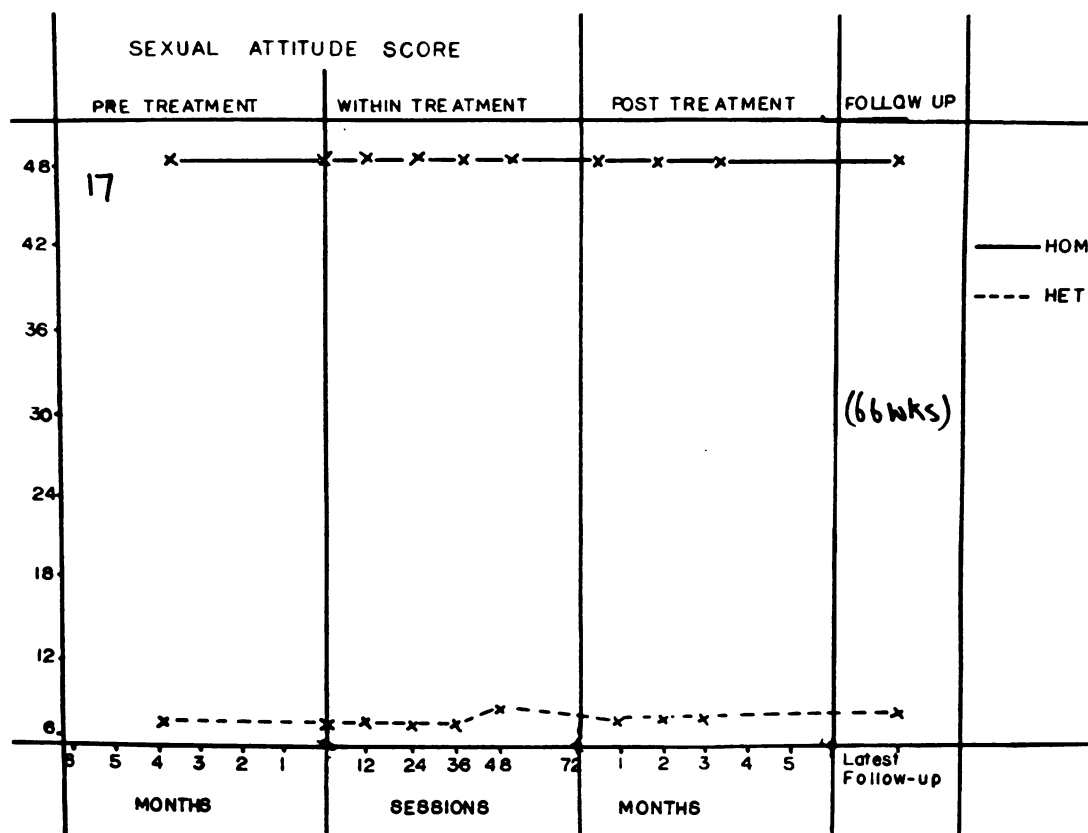 SEXUAL ATTITUDE SCORE
PRE TREATMENT WITHIN TREATMENT POST TREATMENT FOLLOW UP
48
17
42
HOM
HET
36
30
(66 wks)
24
18
12
6
5 4 3 2 1 12 24 36 48 72 1 2 3 4 5 Latest
Follow-up
MONTHS SESSIONS MONTHS